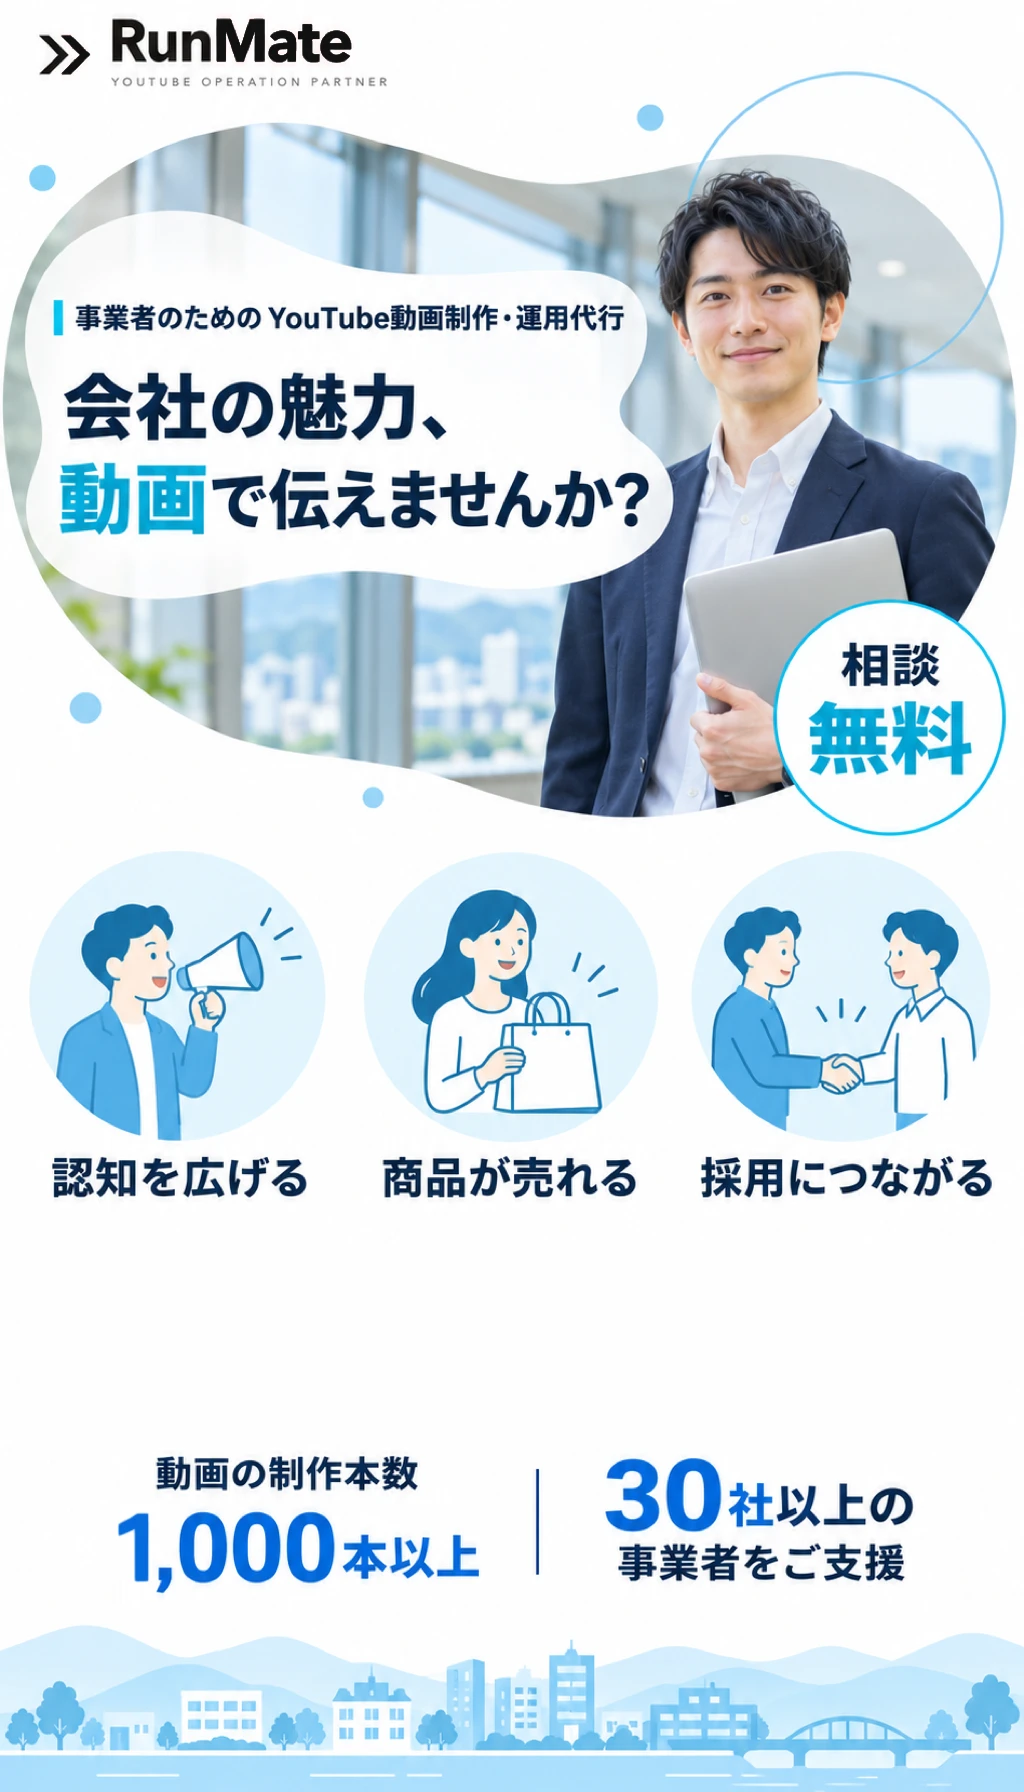 RunMate
YOUTUBE OPERATION PARTNER
事業者のための YouTube動画制作・運用代行
会社の魅力、
動画で伝えませんか?
相談
無料
認知を広げる
商品が売れる
採用につながる
動画の制作本数
1,000本以上
30社以上の
事業者をご支援